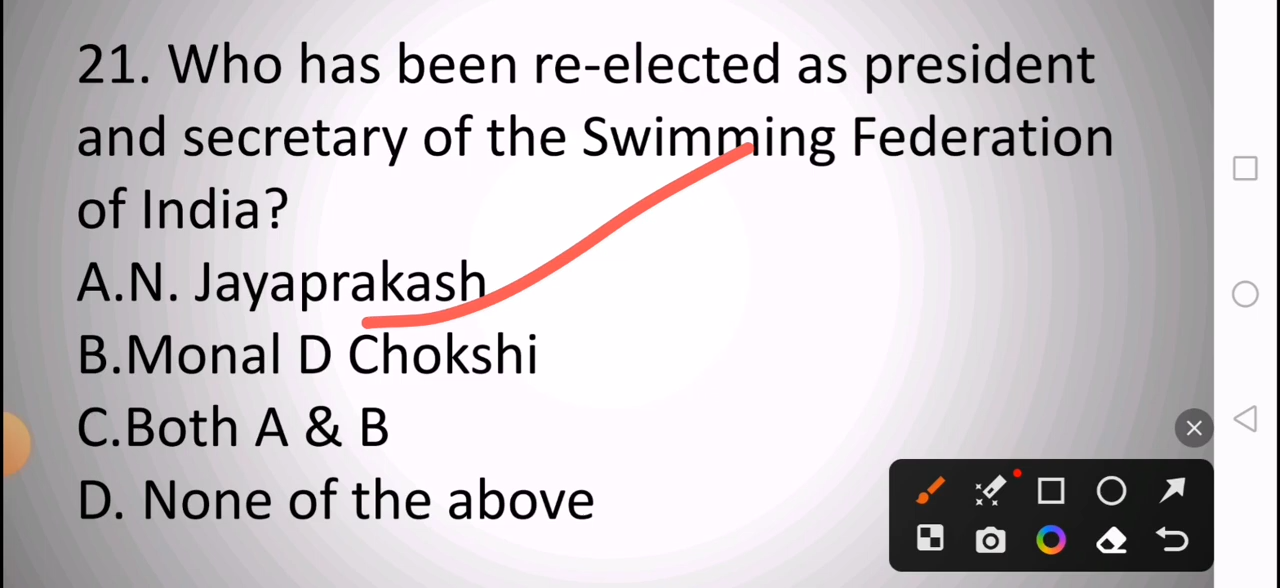 21. Who has been re-elected as president
and secretary of the Swimming Federation
of India?
A.N. Jayaprakash
B.Monal D Chokshi
C.Both A & B
D. None of the above